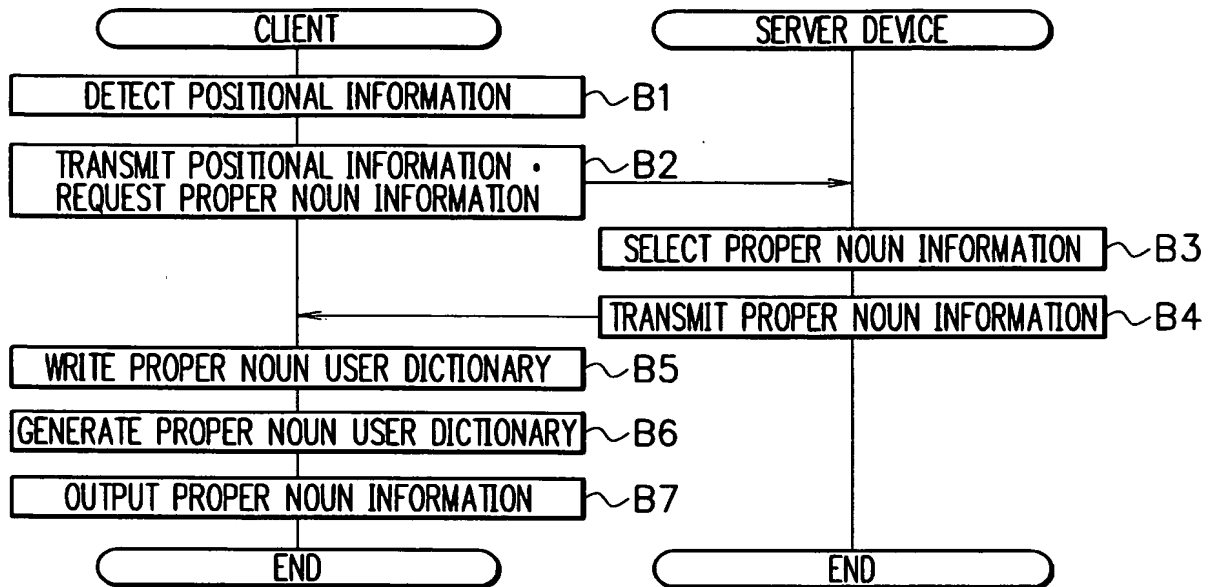 CLIENT
SERVER DEVICE
DETECT POSITIONAL INFORMATION
B1
TRANSMIT POSITIONAL INFORMATION ・
REQUEST PROPER NOUN INFORMATION
B2
SELECT PROPER NOUN INFORMATION
B3
TRANSMIT PROPER NOUN INFORMATION
B4
WRITE PROPER NOUN USER DICTIONARY
B5
GENERATE PROPER NOUN USER DICTIONARY
B6
OUTPUT PROPER NOUN INFORMATION
B7
END
END